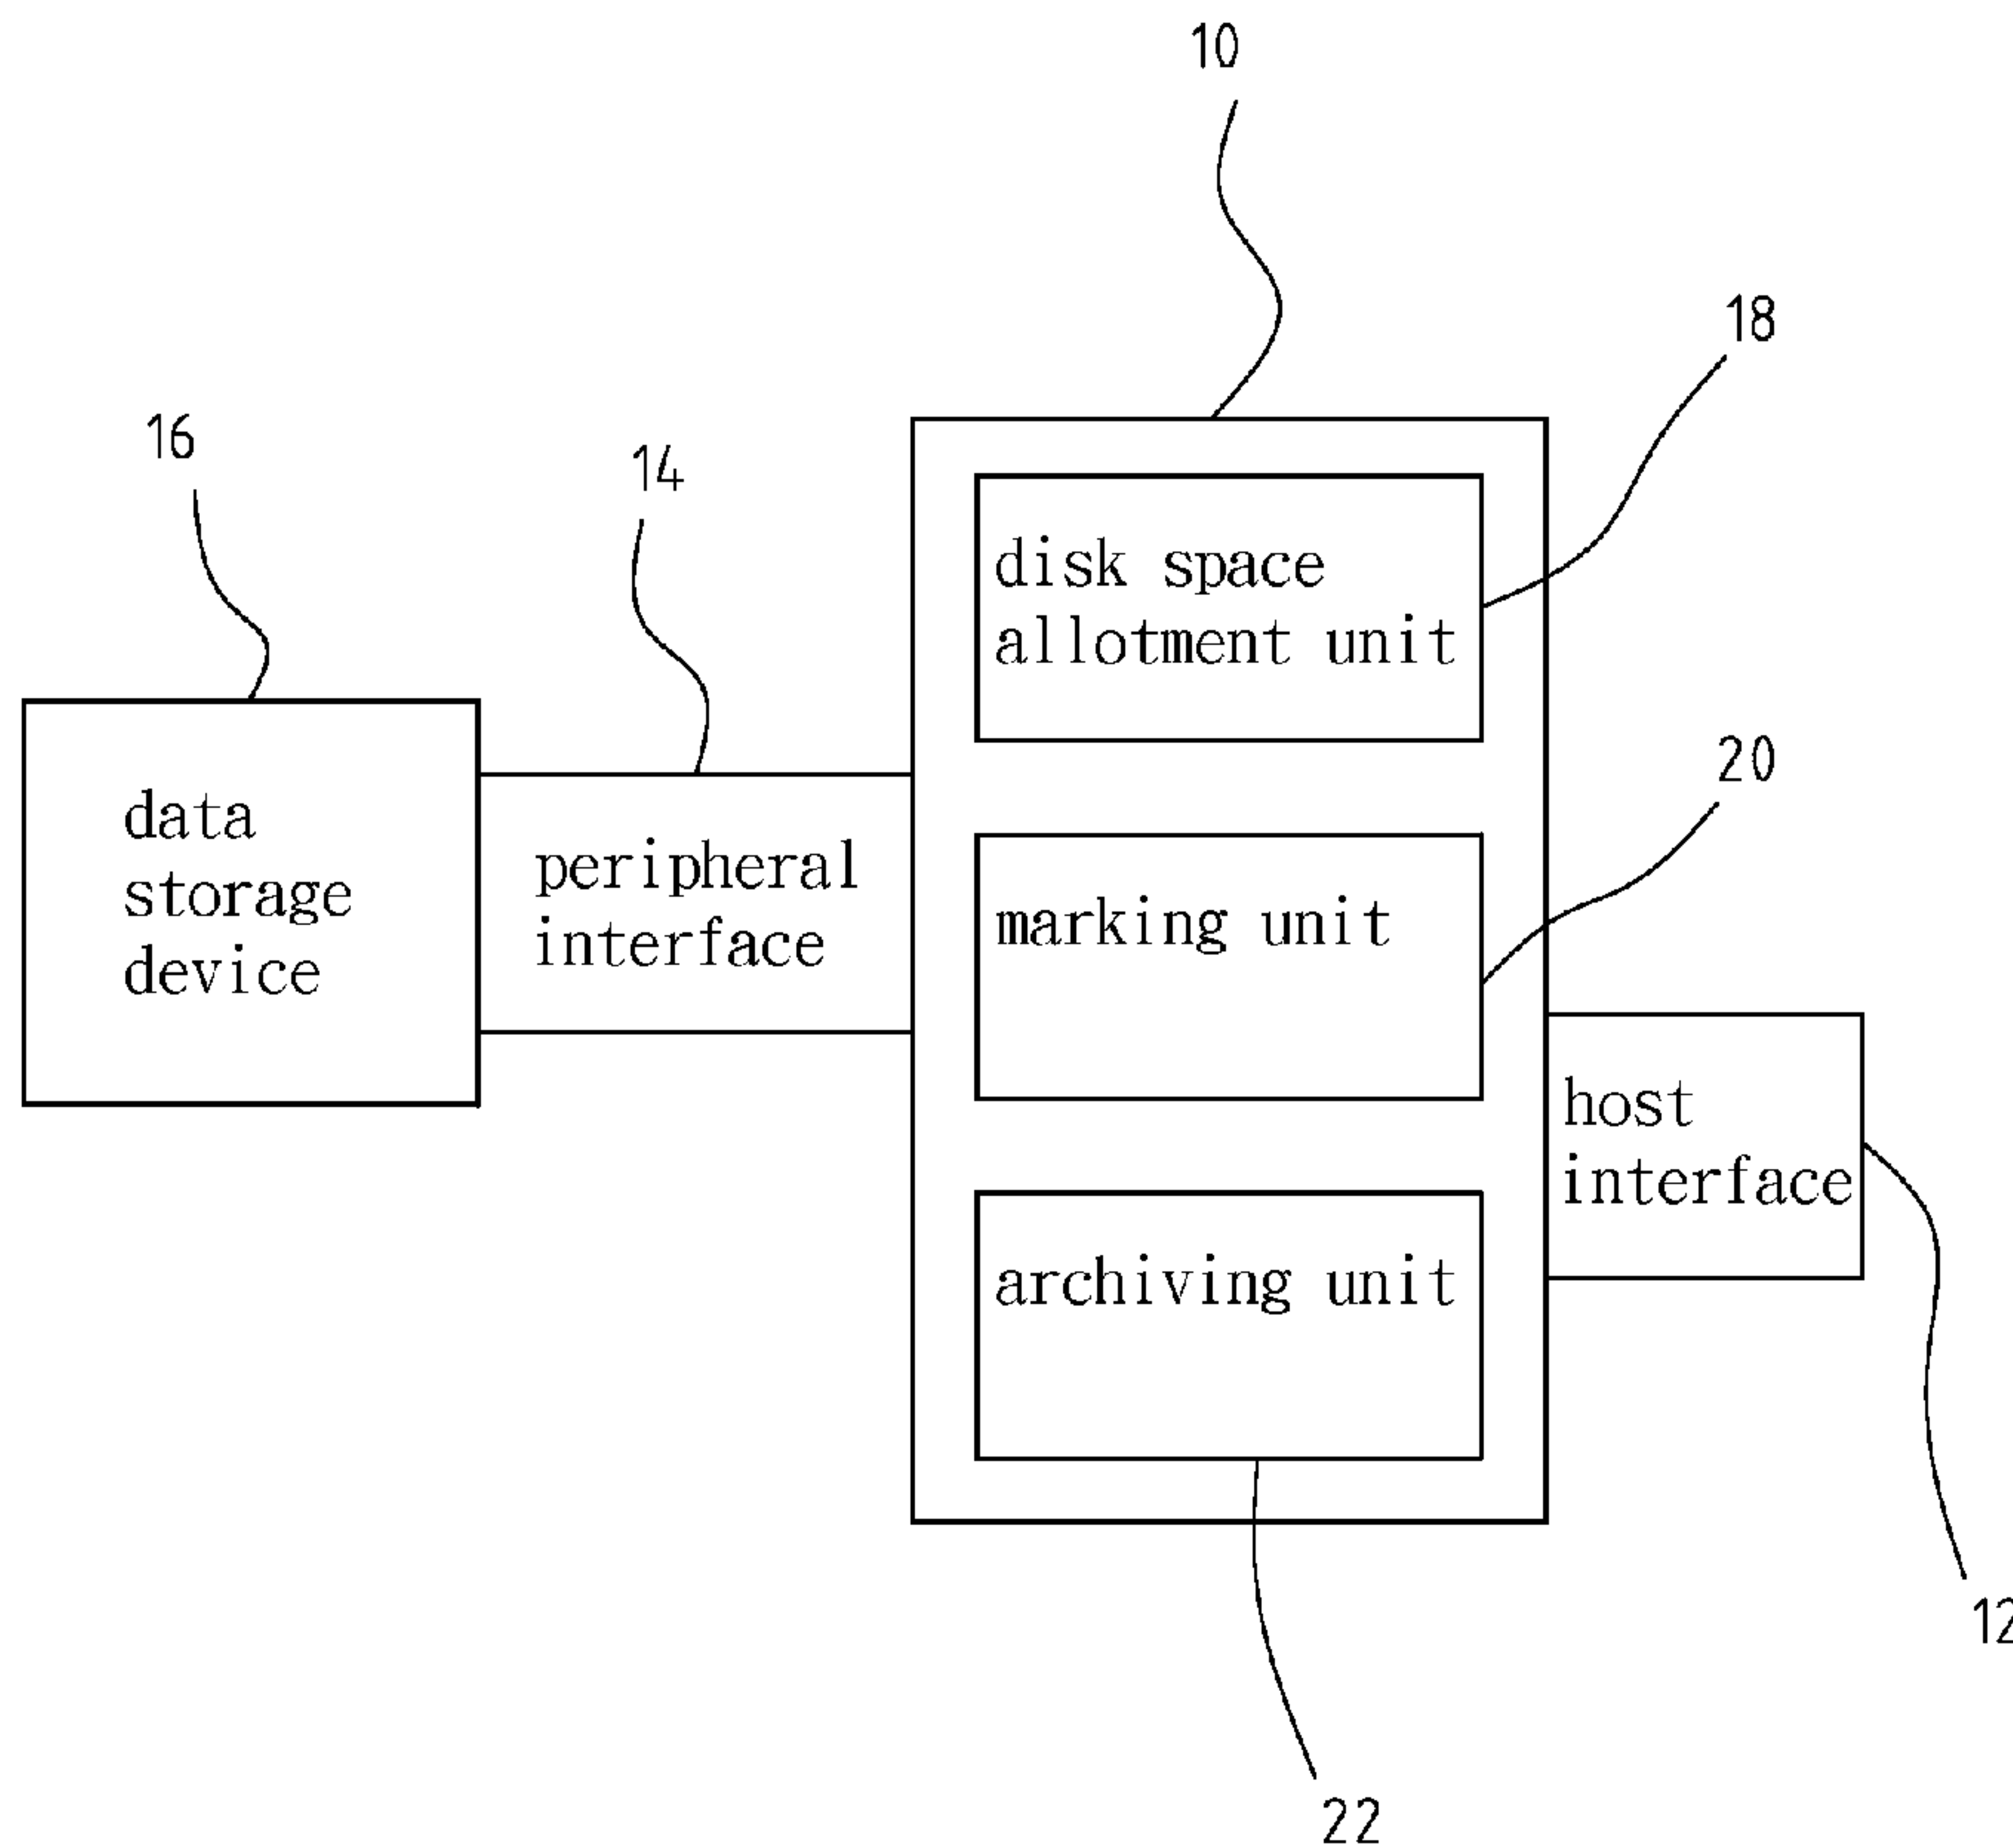 10
18
16
14
disk space
allotment unit
20
data
storage
device
peripheral
interface
marking unit
host
interface
archiving unit
12
22